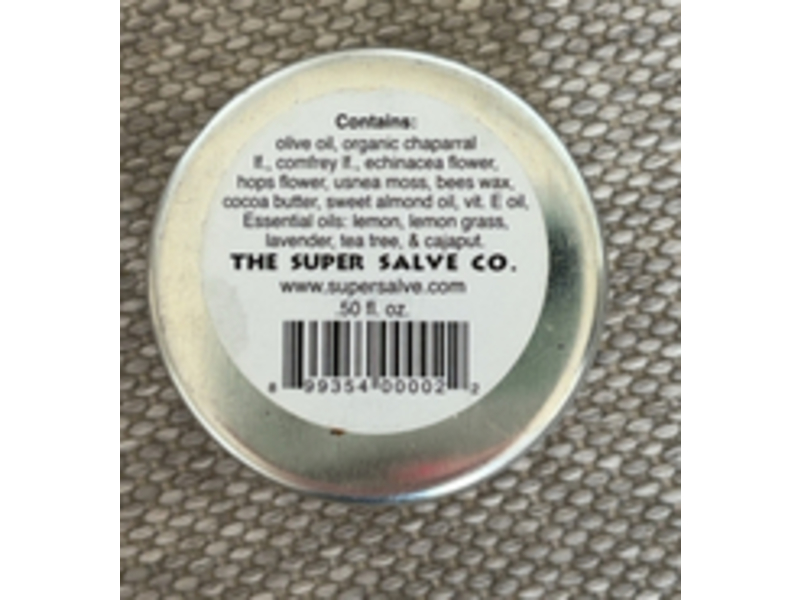 Contains:
olive oil, organic chaparral
lf., comfrey lf., echinacea flower,
hops flower, usnea moss, bees wax,
cocoa butter, sweet almond oil, vit. E oil,
Essential oils: lemon, lemon grass,
lavender, tea tree, & cajaput.
THE SUPER SALVE CO.
www.supersalve.com
.50 fl. oz.
8 99354 00002 2